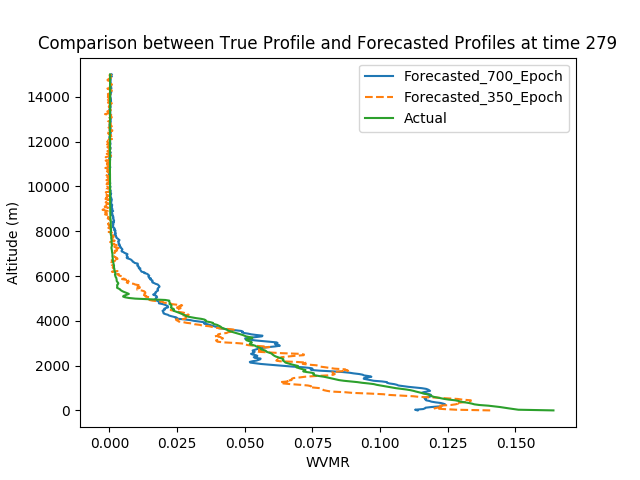 Comparison between True Profile and Forecasted Profiles at time 279
Forecasted_700_Epoch
Forecasted_350_Epoch
Actual
14000
12000
10000
8000
6000
4000
2000
0
Altitude (m)
0.000 0.025 0.050 0.075 0.100 0.125 0.150
WVMR